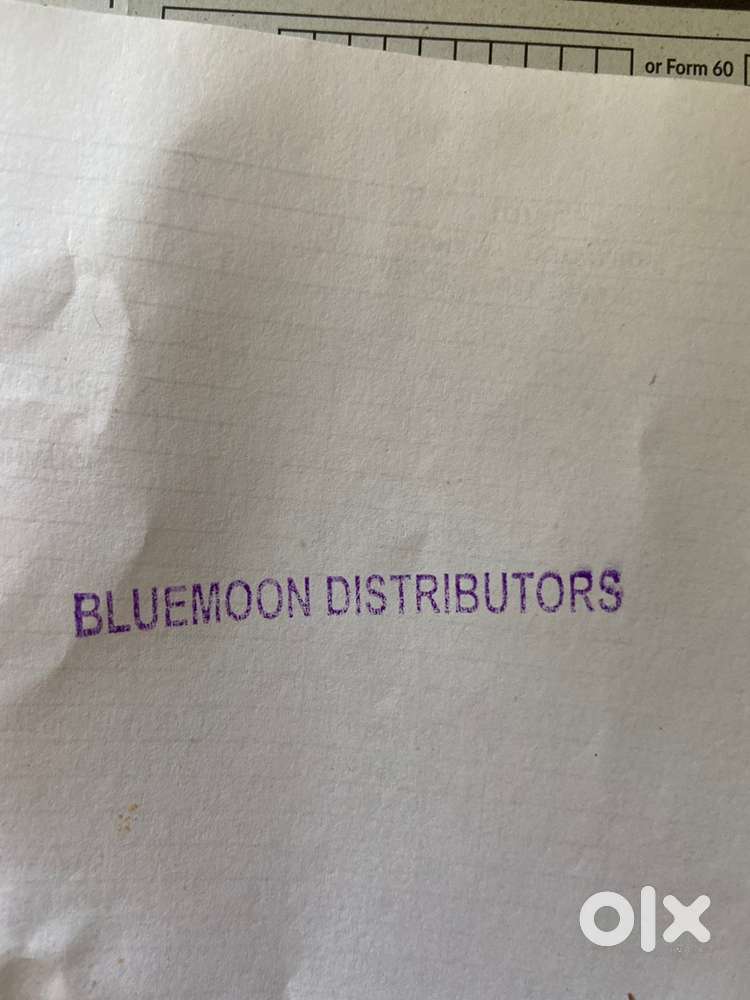 or Form 60
BLUEMOON DISTRIBUTORS
olx